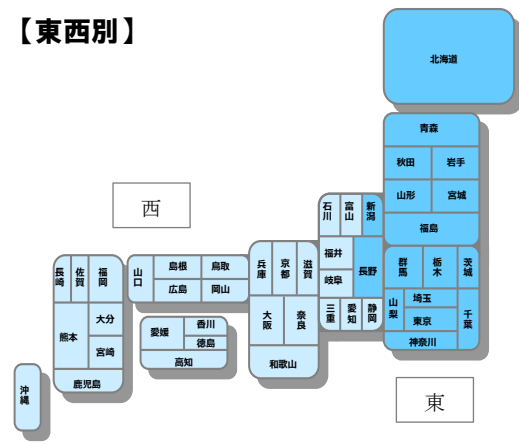 【東西別】
北海道
青森
秋田
岩手
山形
宮城
福島
西
石川
富山
新潟
福井
長野
岐阜
三重
愛知
静岡
群馬
栃木
茨城
山梨
埼玉
千葉
東京
神奈川
長崎
佐賀
福岡
熊本
大分
宮崎
鹿児島
沖縄
山口
島根
鳥取
広島
岡山
愛媛
香川
徳島
高知
兵庫
京都
滋賀
大阪
奈良
和歌山
東